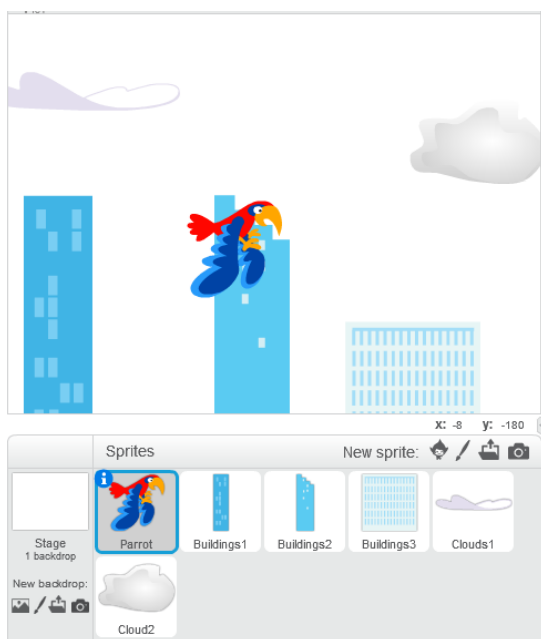 x: -8 y: -180
Sprites New sprite:
Parrot Buildings1 Buildings2 Buildings3 Clouds1
Stage
1 backdrop
New backdrop:
Cloud2